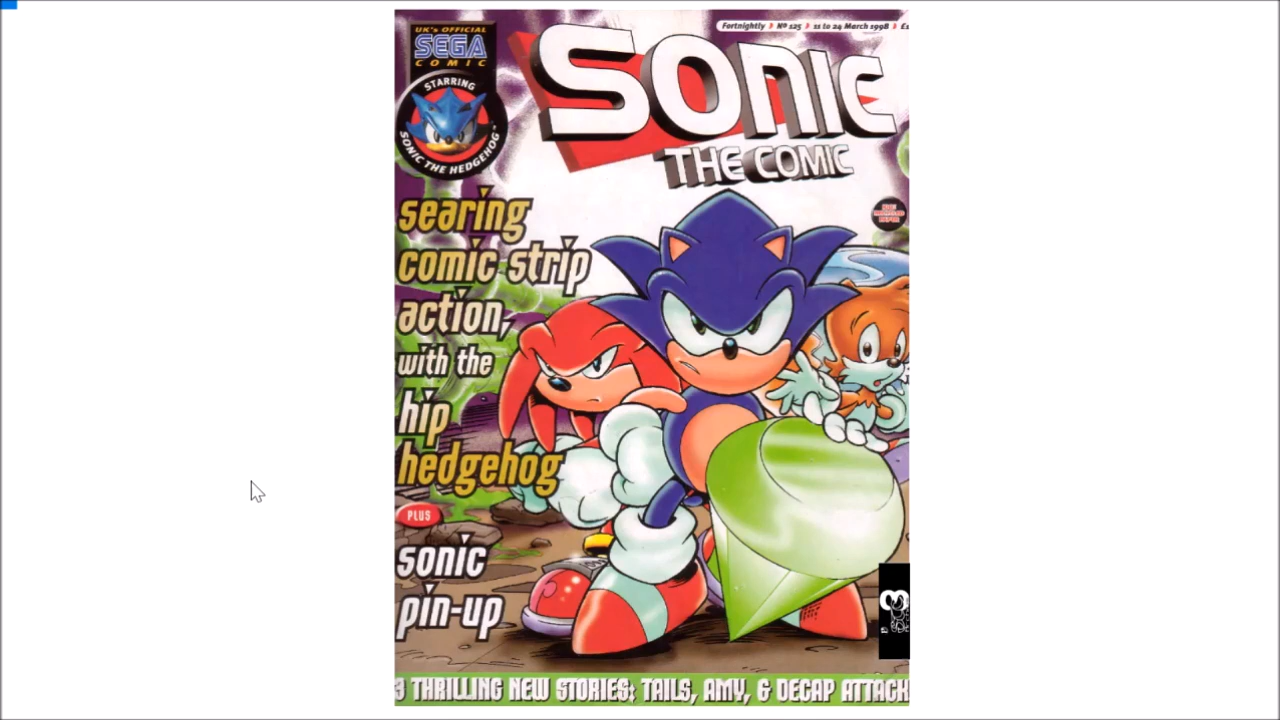 Fortnightly Nº 125 11 to 24 March 1998 £1
UK's OFFICIAL
SEGA
COMIC
STARRING
SONIC THE HEDGEHOG™
SONIC
THE COMIC
searing
comic strip
action,
with the
hip
hedgehog
PLUS
sonic
pin-up
3 THRILLING NEW STORIES: TAILS, AMY, & DECAP ATTACK